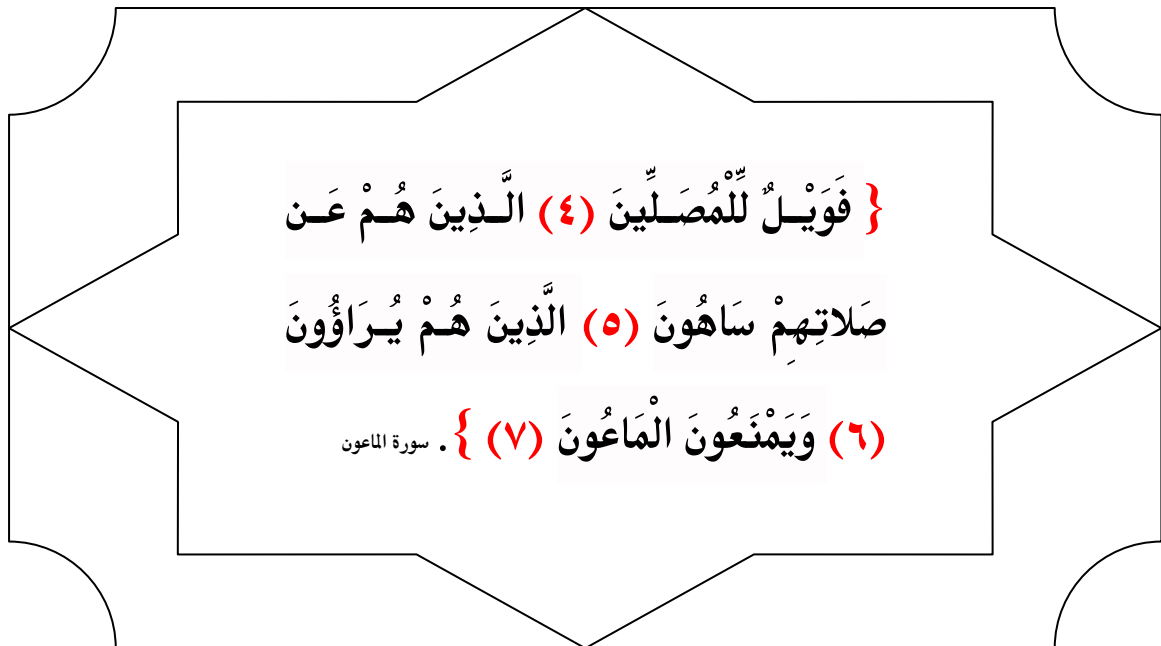 { فَوَيْـلٌ لِّلْمُصَـلِّينَ (٤) الَّـذِينَ هُـمْ عَـن
صَلاتِهِمْ سَاهُونَ (٥) الَّذِينَ هُـمْ يُـرَاؤُونَ
(٦) وَيَمْنَعُونَ الْمَاعُونَ (٧) }. سورة الماعون